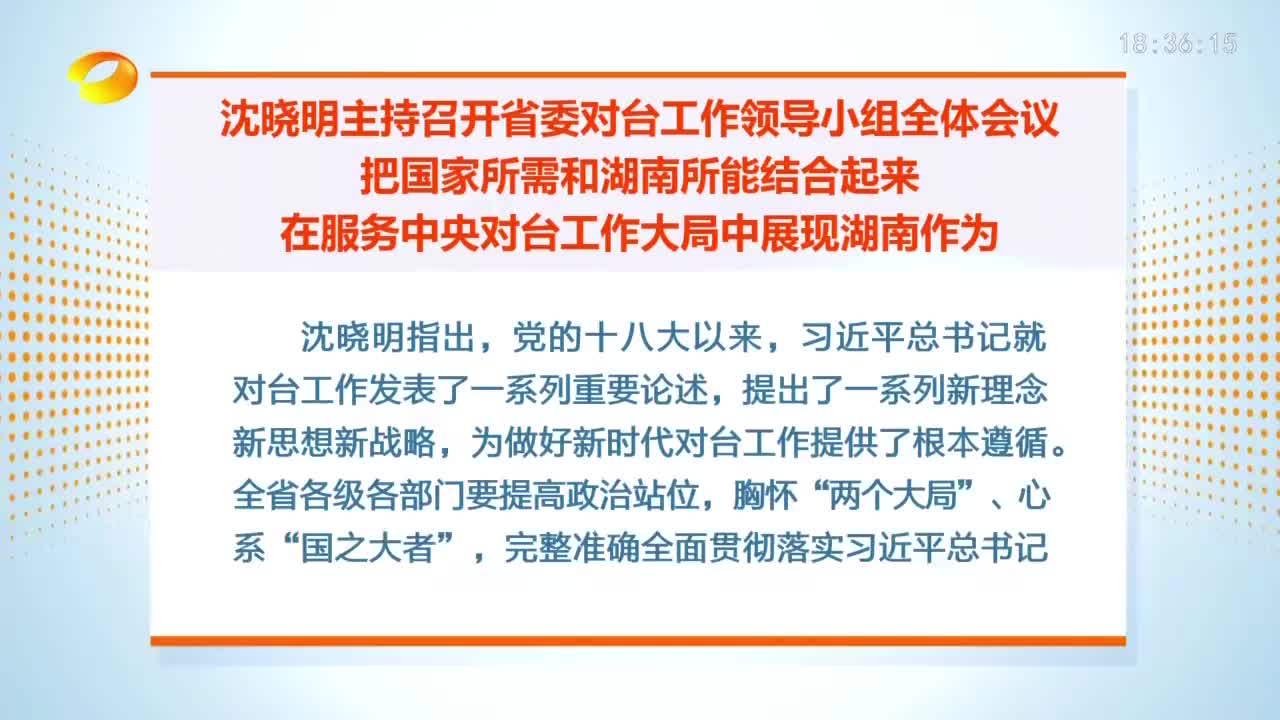 18:36:15
沈晓明主持召开省委对台工作领导小组全体会议
把国家所需和湖南所能结合起来
在服务中央对台工作大局中展现湖南作为
沈晓明指出，党的十八大以来，习近平总书记就
对台工作发表了一系列重要论述，提出了一系列新理念
新思想新战略，为做好新时代对台工作提供了根本遵循。
全省各级各部门要提高政治站位，胸怀“两个大局”、心
系“国之大者”，完整准确全面贯彻落实习近平总书记